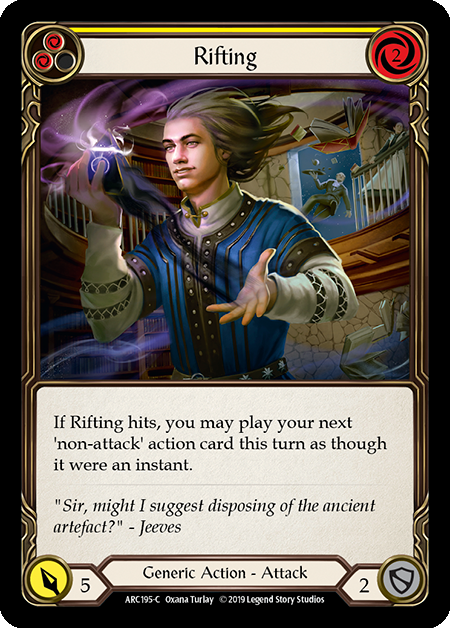 2
Rifting
If Rifting hits, you may play your next
'non-attack' action card this turn as though
it were an instant.
"Sir, might I suggest disposing of the ancient
artefact?" - Jeeves
5
Generic Action - Attack
2
ARC195-C Oxana Turlay © 2019 Legend Story Studios